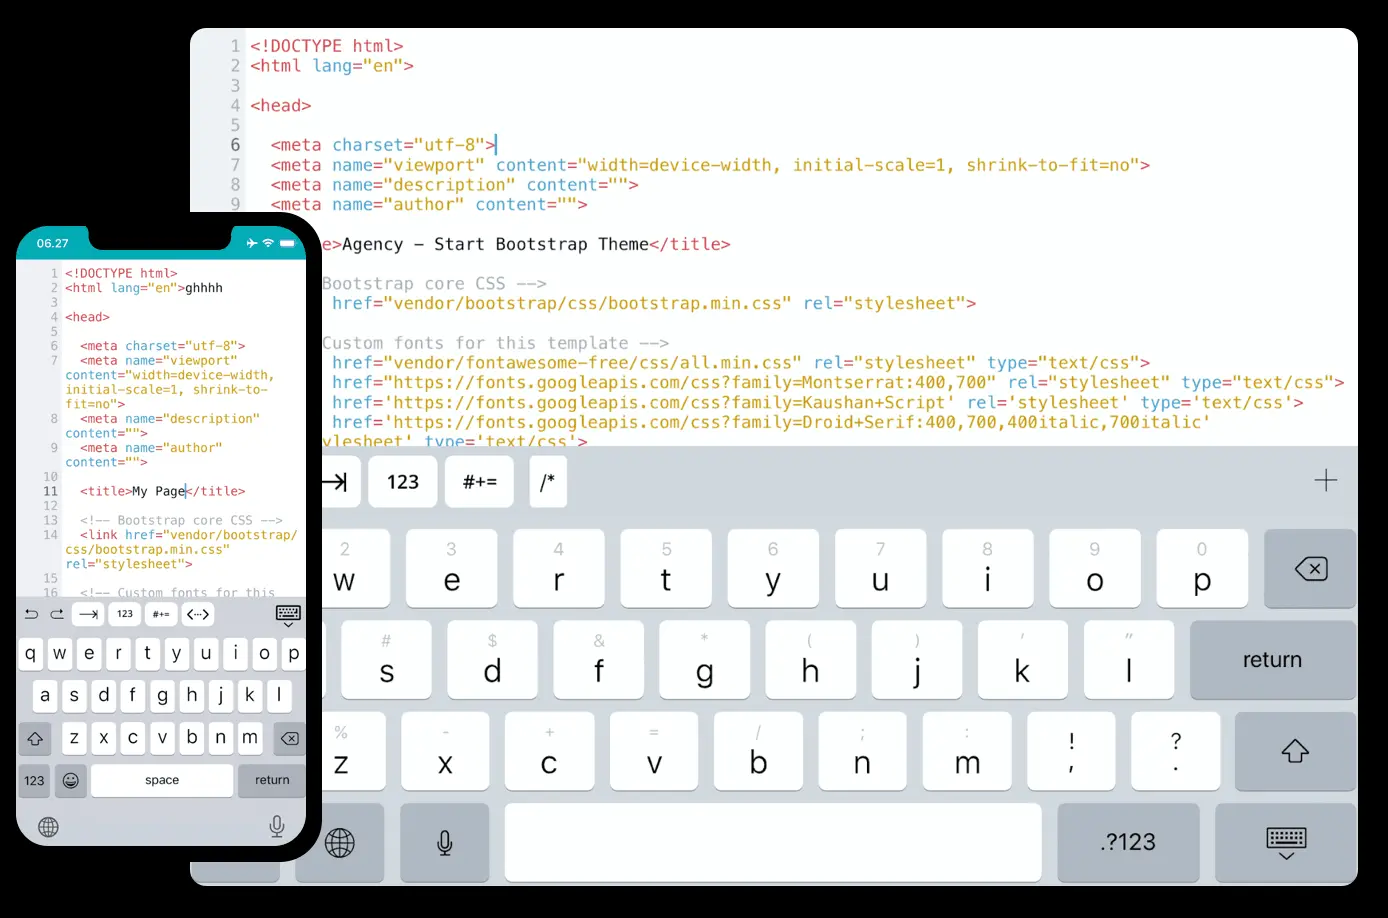 1 <!DOCTYPE html>
2 <html lang="en">
3
4 <head>
5
6 <meta charset="utf-8">
7 <meta name="viewport" content="width=device-width, initial-scale=1, shrink-to-fit=no">
8 <meta name="description" content="">
9 <meta name="author" content="">
e>Agency – Start Bootstrap Theme</title>
Bootstrap core CSS -->
href="vendor/bootstrap/css/bootstrap.min.css" rel="stylesheet">
Custom fonts for this template -->
href="vendor/fontawesome-free/css/all.min.css" rel="stylesheet" type="text/css">
href="https://fonts.googleapis.com/css?family=Montserrat:400,700" rel="stylesheet" type="text/css">
href='https://fonts.googleapis.com/css?family=Kaushan+Script' rel='stylesheet' type='text/css'>
href='https://fonts.googleapis.com/css?family=Droid+Serif:400,700,400italic,700italic'
ylesheet' type='text/css'>
123 #+= /*
2 3 4 5 6 7 8 9 0
w e r t y u i o p
# $ & * ( ) ' "
s d f g h j k l return
% - + = / ; : ! ?
z x c v b n m , .
.?123
06.27
1 <!DOCTYPE html>
2 <html lang="en">ghhhh
3
4 <head>
5
6 <meta charset="utf-8">
7 <meta name="viewport"
content="width=device-width,
initial-scale=1, shrink-to-
fit=no">
8 <meta name="description"
content="">
9 <meta name="author"
content="">
10
11 <title>My Page</title>
12
13 <!-- Bootstrap core CSS -->
14 <link href="vendor/bootstrap/
css/bootstrap.min.css"
rel="stylesheet">
15
16 <!-- Custom fonts for this
123 #+= <··>
q w e r t y u i o p
a s d f g h j k l
z x c v b n m
123 space return